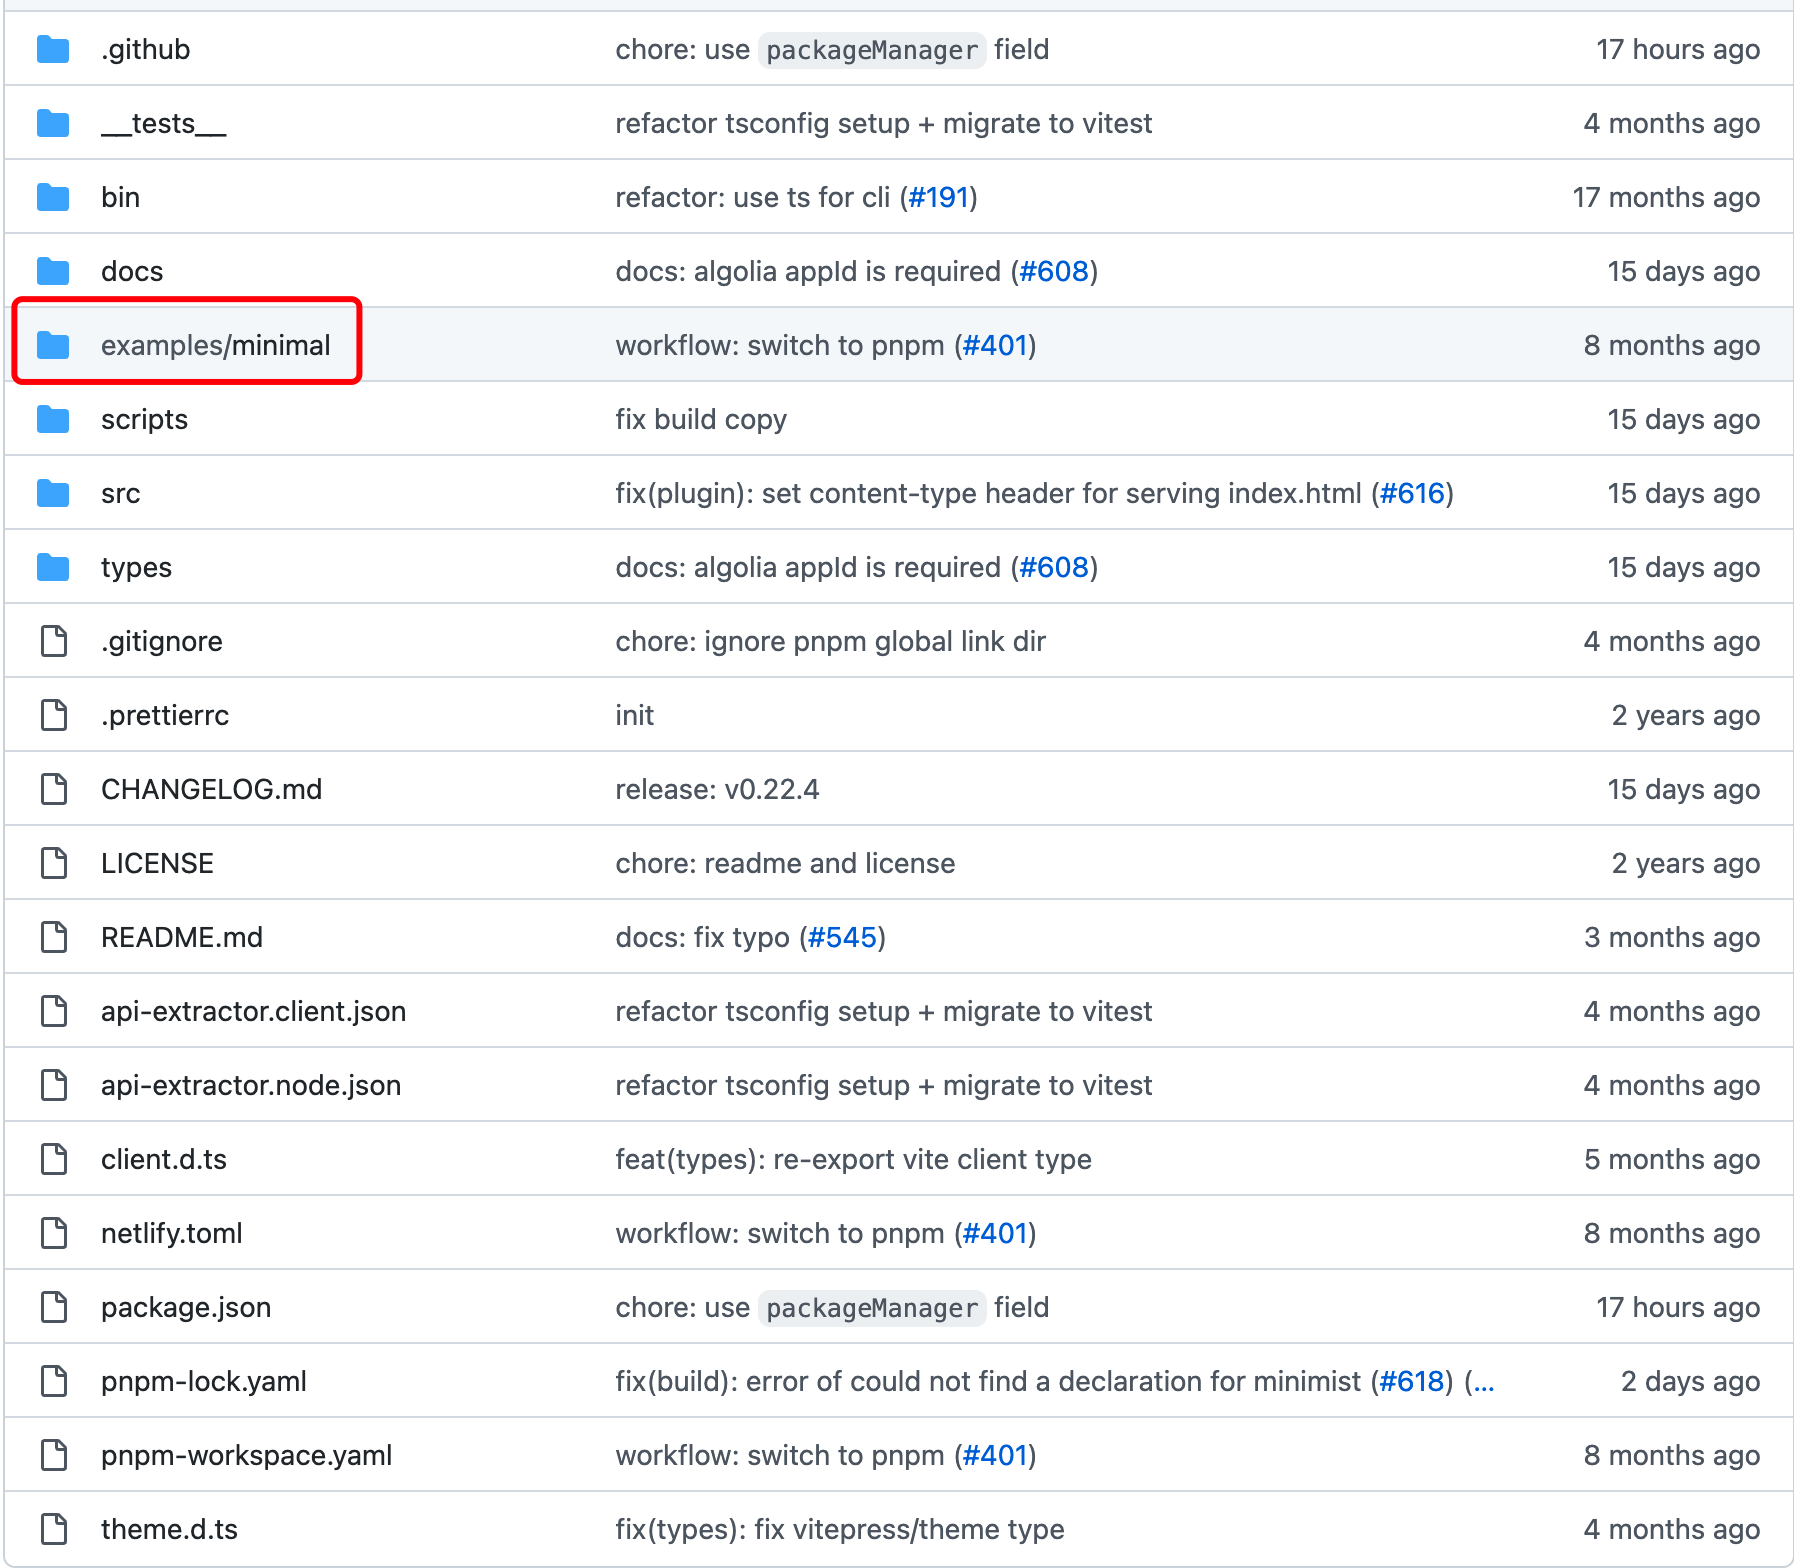 .github chore: use packageManager field 17 hours ago
__tests__ refactor tsconfig setup + migrate to vitest 4 months ago
bin refactor: use ts for cli (#191) 17 months ago
docs docs: algolia appId is required (#608) 15 days ago
examples/minimal workflow: switch to pnpm (#401) 8 months ago
scripts fix build copy 15 days ago
src fix(plugin): set content-type header for serving index.html (#616) 15 days ago
types docs: algolia appId is required (#608) 15 days ago
.gitignore chore: ignore pnpm global link dir 4 months ago
.prettierrc init 2 years ago
CHANGELOG.md release: v0.22.4 15 days ago
LICENSE chore: readme and license 2 years ago
README.md docs: fix typo (#545) 3 months ago
api-extractor.client.json refactor tsconfig setup + migrate to vitest 4 months ago
api-extractor.node.json refactor tsconfig setup + migrate to vitest 4 months ago
client.d.ts feat(types): re-export vite client type 5 months ago
netlify.toml workflow: switch to pnpm (#401) 8 months ago
package.json chore: use packageManager field 17 hours ago
pnpm-lock.yaml fix(build): error of could not find a declaration for minimist (#618) (... 2 days ago
pnpm-workspace.yaml workflow: switch to pnpm (#401) 8 months ago
theme.d.ts fix(types): fix vitepress/theme type 4 months ago